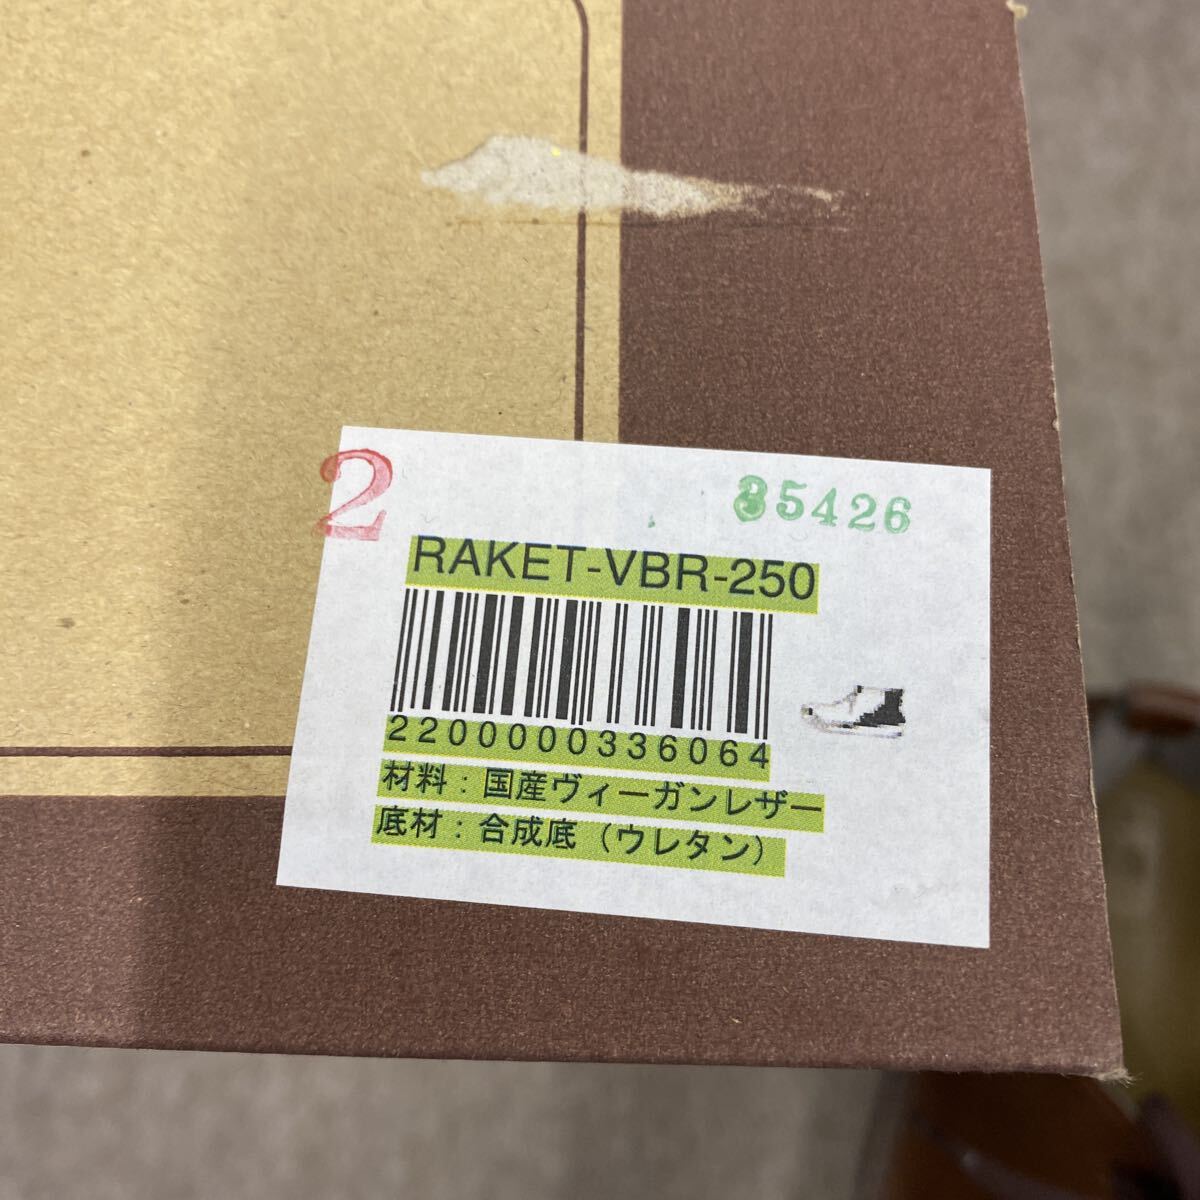 2
35426
RAKET-VBR-250
2200000336064
材料：国産ヴィーガンレザー
底材：合成底（ウレタン）